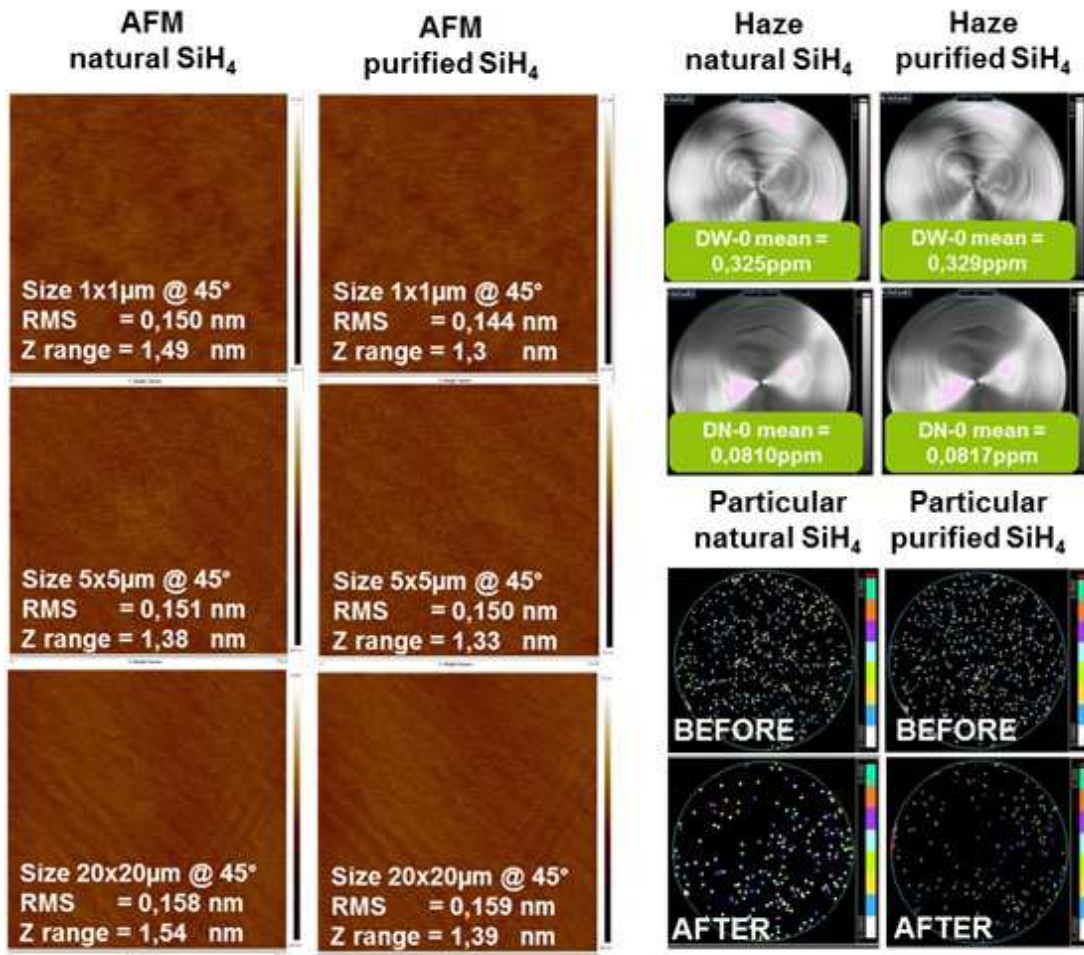 AFM
natural SiH₄
AFM
purified SiH₄
Size 1x1µm @ 45°
RMS = 0,150 nm
Z range = 1,49 nm
Size 1x1µm @ 45°
RMS = 0,144 nm
Z range = 1,3 nm
Size 5x5µm @ 45°
RMS = 0,151 nm
Z range = 1,38 nm
Size 5x5µm @ 45°
RMS = 0,150 nm
Z range = 1,33 nm
Size 20x20µm @ 45°
RMS = 0,158 nm
Z range = 1,54 nm
Size 20x20µm @ 45°
RMS = 0,159 nm
Z range = 1,39 nm
Haze
natural SiH₄
Haze
purified SiH₄
DW-0 mean =
0,325ppm
DW-0 mean =
0,329ppm
DN-0 mean =
0,0810ppm
DN-0 mean =
0,0817ppm
Particular
natural SiH₄
Particular
purified SiH₄
BEFORE
BEFORE
AFTER
AFTER